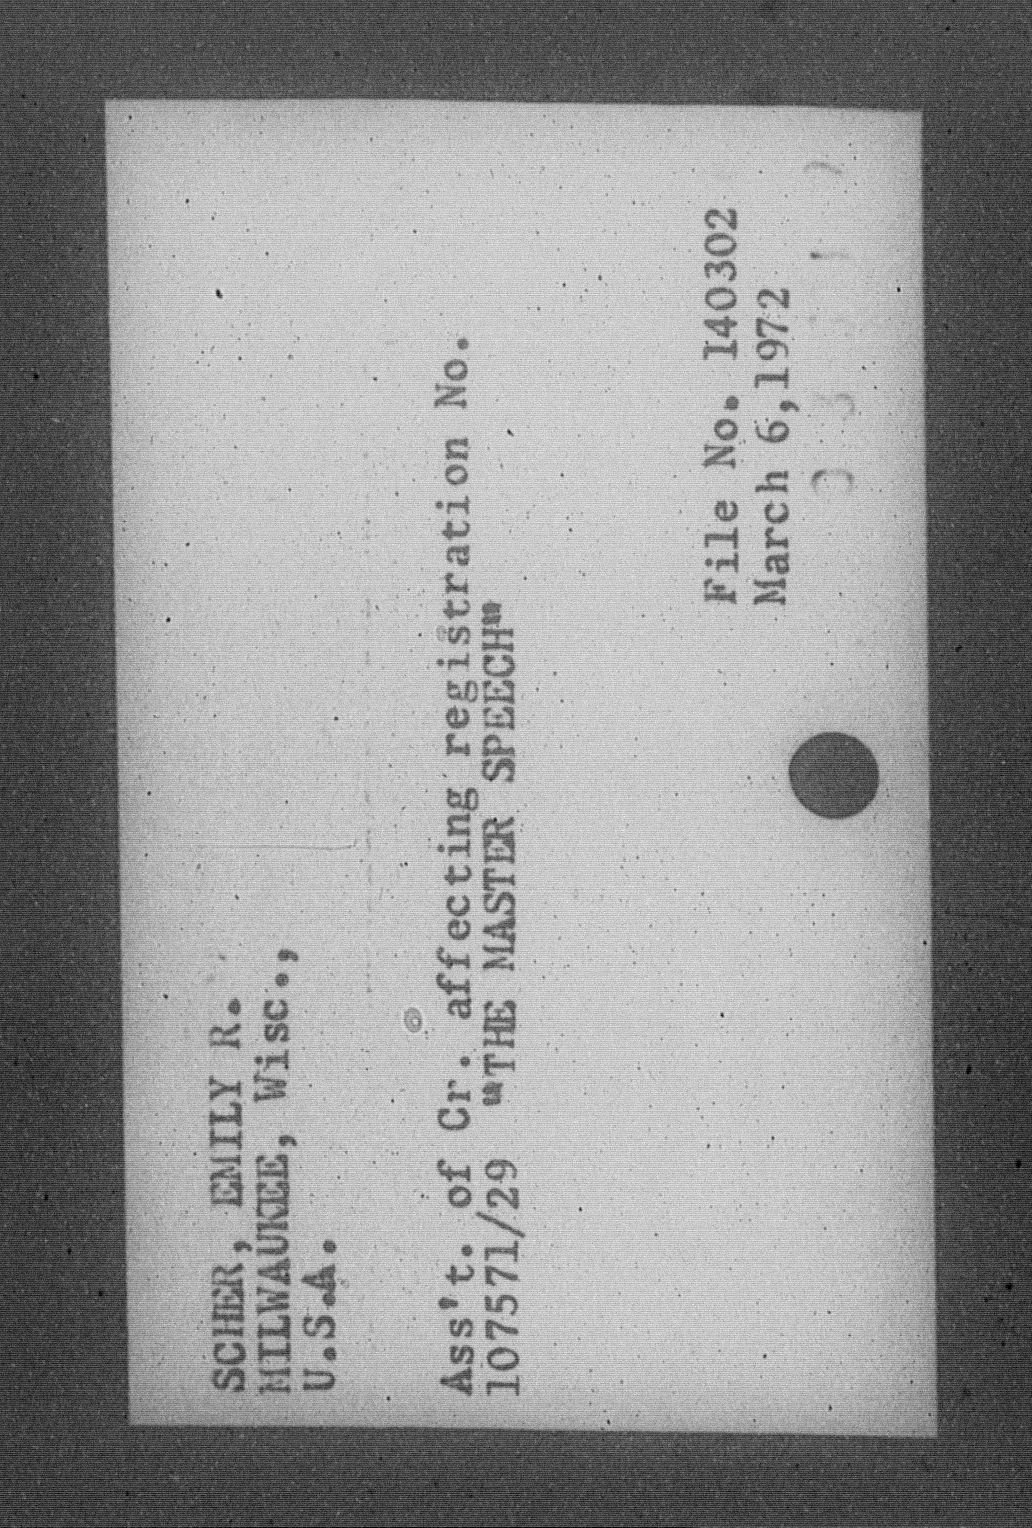 SCHER, EMILY R.
MILWAUKEE, Wisc.,
U.S.A.
Ass't. of Cr. affecting registration No.
107571/29 "THE MASTER SPEECH"
File No. 140302
March 6,1972